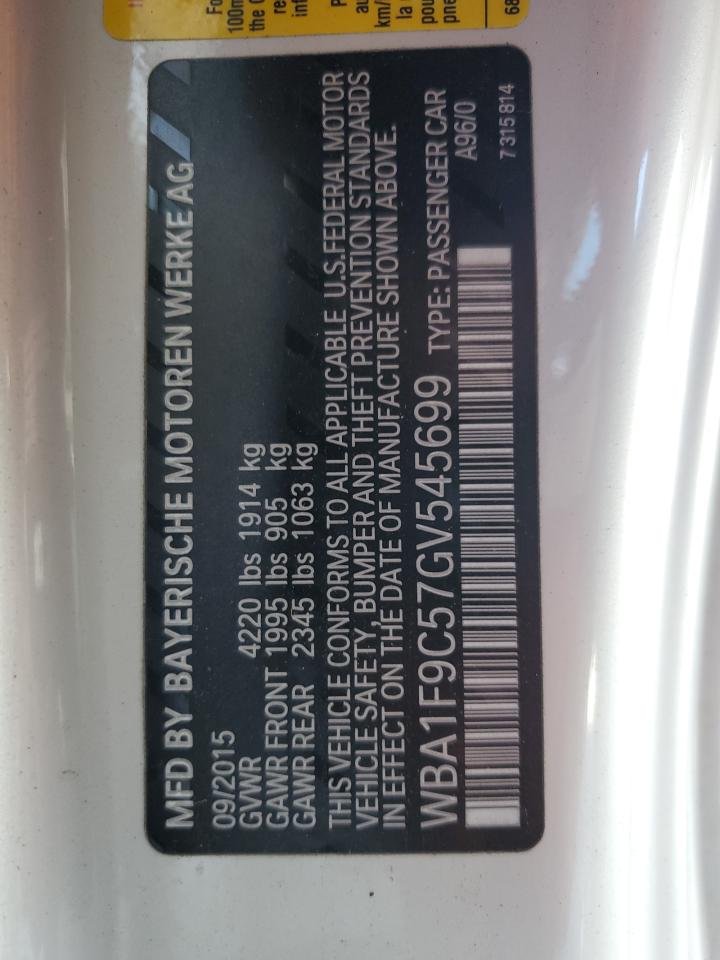 MFD BY BAYERISCHE MOTOREN WERKE AG
09/2015
GVWR 4220 lbs 1914 kg
GAWR FRONT 1995 lbs 905 kg
GAWR REAR 2345 lbs 1063 kg
THIS VEHICLE CONFORMS TO ALL APPLICABLE U.S.FEDERAL MOTOR
VEHICLE SAFETY, BUMPER AND THEFT PREVENTION STANDARDS
IN EFFECT ON THE DATE OF MANUFACTURE SHOWN ABOVE.
WBA1F9C57GV545699 TYPE: PASSENGER CAR
A96/0
7 315 814